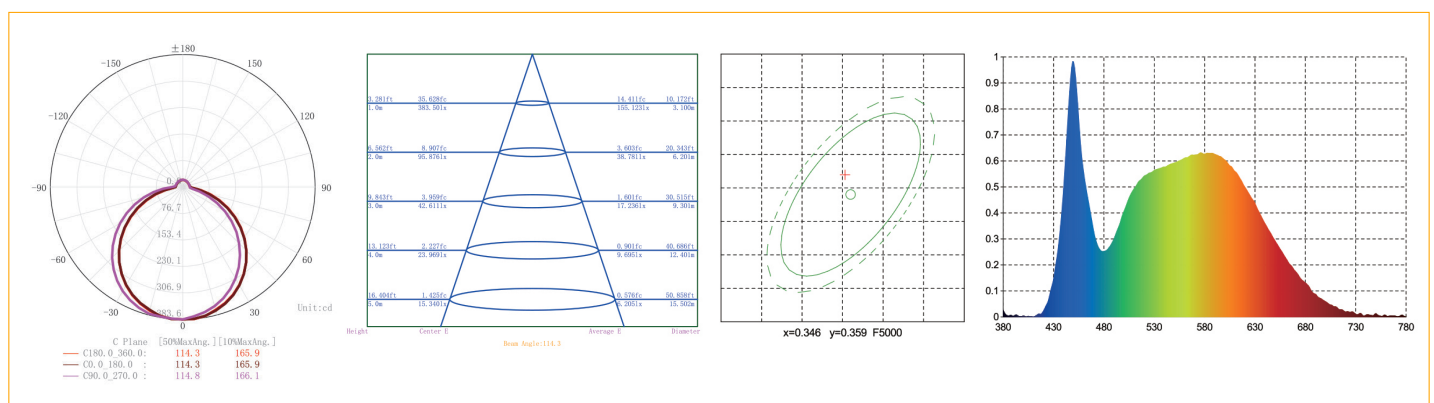 ±180
-150
150
-120
120
-90
90
-60
60
-30
0
30
76.7
153.4
230.1
306.9
383.6
Unit:cd
C Plane [50%MaxAng.][10%MaxAng.]
C180.0_360.0: 114.3 165.9
C0.0_180.0 : 114.3 165.9
C90.0_270.0 : 114.8 166.1
3.281ft 35.628fc 14.411fc 10.172ft
1.0m 383.501x 155.1231x 3.100m
6.562ft 8.907fc 3.603fc 20.343ft
2.0m 95.8761x 38.7811x 6.201m
9.843ft 3.959fc 1.601fc 30.515ft
3.0m 42.6111x 17.2361x 9.301m
13.123ft 2.227fc 0.901fc 40.686ft
4.0m 23.9691x 9.6951x 12.401m
16.404ft 1.425fc 0.576fc 50.858ft
5.0m 15.3401x 6.2051x 15.502m
Height Center E Average E Diameter
Beam Angle:114.3
x=0.346 y=0.359 F5000
1
0.9
0.8
0.7
0.6
0.5
0.4
0.3
0.2
0.1
0
380 430 480 530 580 630 680 730 780